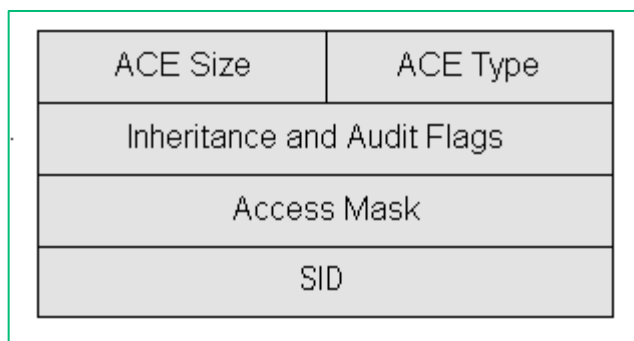 ACE Size ACE Type
Inheritance and Audit Flags
Access Mask
SID